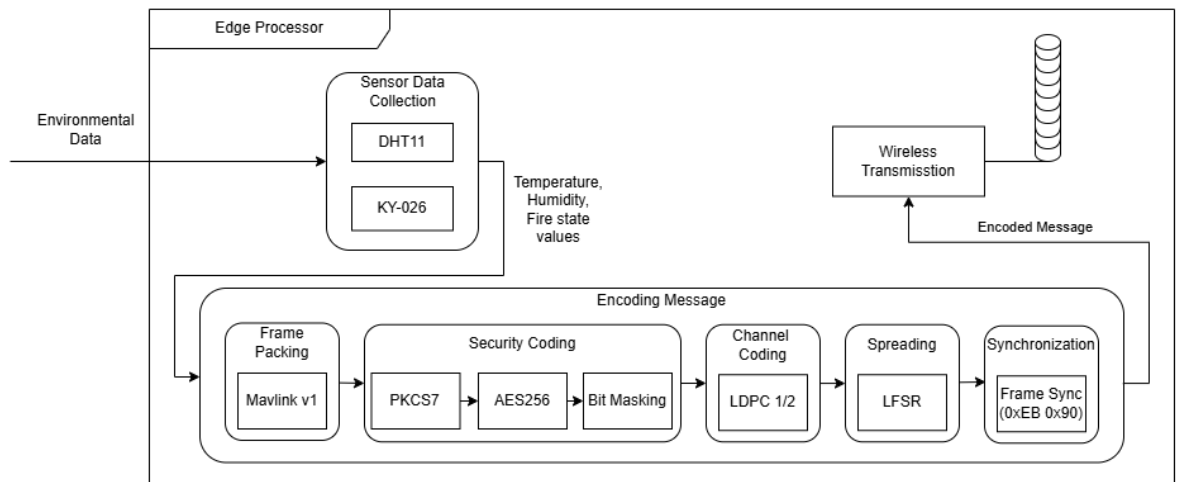 Edge Processor
Environmental
Data
Sensor Data
Collection
DHT11
KY-026
Temperature,
Humidity,
Fire state
values
Wireless
Transmisstion
Encoded Message
Encoding Message
Frame
Packing
Mavlink v1
Security Coding
PKCS7
AES256
Bit Masking
Channel
Coding
LDPC 1/2
Spreading
LFSR
Synchronization
Frame Sync
(0xEB 0x90)